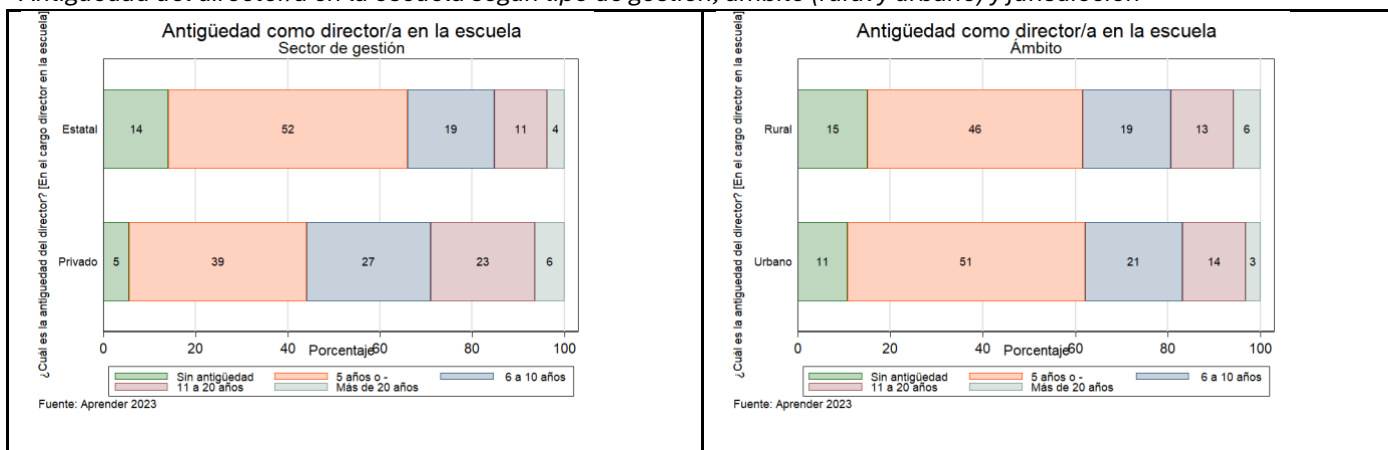 Antigüedad del director/a en la escuela según tipo de gestión, ámbito (rural y urbano) y jurisdicción
Antigüedad como director/a en la escuela
Sector de gestión
¿Cuál es la antiguedad del director? [En el cargo director en la escuela]
Estatal 14 52 19 11 4
Privado 5 39 27 23 6
0 20 40 60 80 100
Porcentaje
Sin antigüedad 5 años o - 6 a 10 años
11 a 20 años Más de 20 años
Fuente: Aprender 2023
Antigüedad como director/a en la escuela
Ámbito
¿Cuál es la antiguedad del director? [En el cargo director en la escuela]
Rural 15 46 19 13 6
Urbano 11 51 21 14 3
0 20 40 60 80 100
Porcentaje
Sin antigüedad 5 años o - 6 a 10 años
11 a 20 años Más de 20 años
Fuente: Aprender 2023